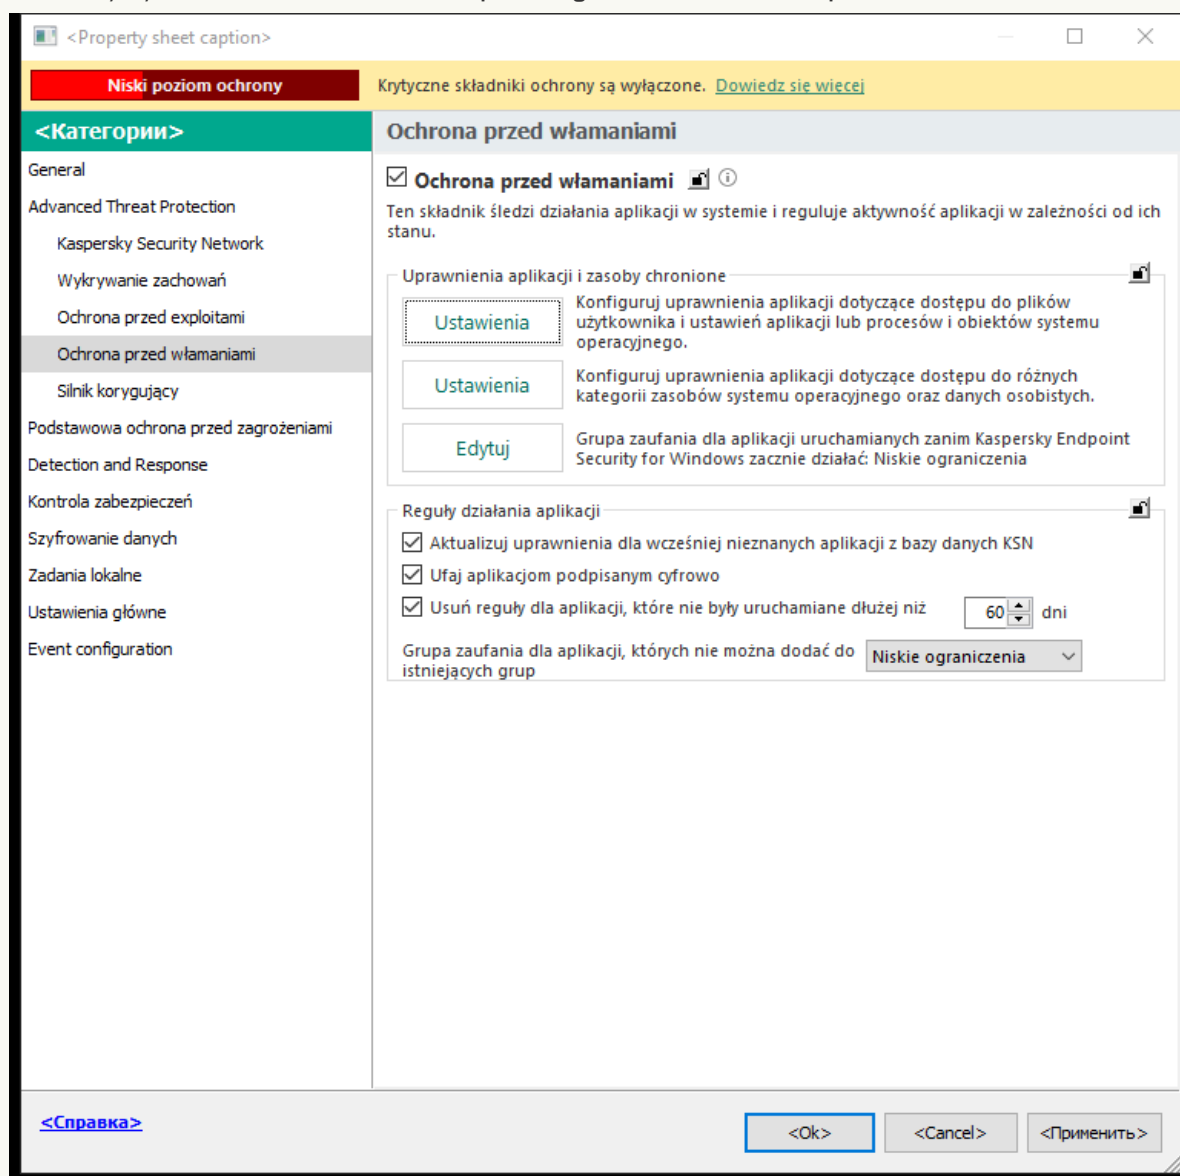 <Property sheet caption>
Niski poziom ochrony
Krytyczne składniki ochrony są wyłączone. Dowiedz się więcej
<Категории>
General
Advanced Threat Protection
Kaspersky Security Network
Wykrywanie zachowań
Ochrona przed exploitami
Ochrona przed włamaniami
Silnik korygujący
Podstawowa ochrona przed zagrożeniami
Detection and Response
Kontrola zabezpieczeń
Szyfrowanie danych
Zadania lokalne
Ustawienia główne
Event configuration
Ochrona przed włamaniami
Ochrona przed włamaniami
Ten składnik śledzi działania aplikacji w systemie i reguluje aktywność aplikacji w zależności od ich
stanu.
Uprawnienia aplikacji i zasoby chronione
Ustawienia
Konfiguruj uprawnienia aplikacji dotyczące dostępu do plików
użytkownika i ustawień aplikacji lub procesów i obiektów systemu
operacyjnego.
Ustawienia
Konfiguruj uprawnienia aplikacji dotyczące dostępu do różnych
kategorii zasobów systemu operacyjnego oraz danych osobistych.
Edytuj
Grupa zaufania dla aplikacji uruchamianych zanim Kaspersky Endpoint
Security for Windows zacznie działać: Niskie ograniczenia
Reguły działania aplikacji
Aktualizuj uprawnienia dla wcześniej nieznanych aplikacji z bazy danych KSN
Ufaj aplikacjom podpisanym cyfrowo
Usuń reguły dla aplikacji, które nie były uruchamiane dłużej niż 60 dni
Grupa zaufania dla aplikacji, których nie można dodać do
istniejących grup
Niskie ograniczenia
<Справка>
<Ok>
<Cancel>
<Применить>